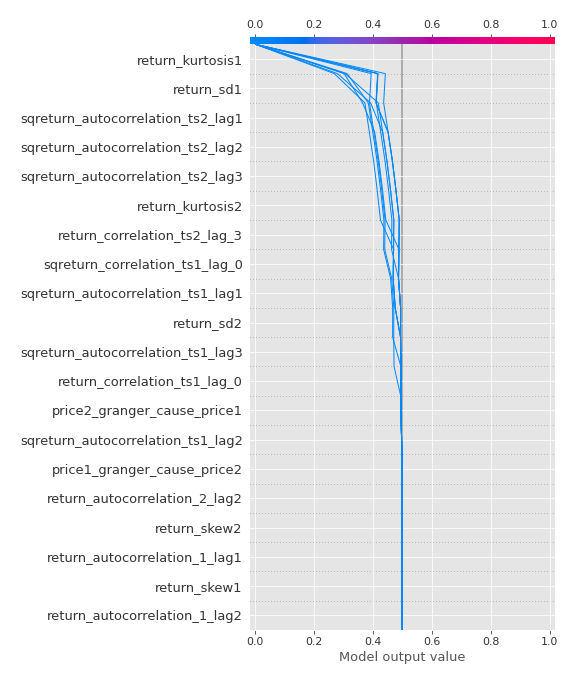 0.0 0.2 0.4 0.6 0.8 1.0
return_kurtosis1
return_sd1
sqreturn_autocorrelation_ts2_lag1
sqreturn_autocorrelation_ts2_lag2
sqreturn_autocorrelation_ts2_lag3
return_kurtosis2
return_correlation_ts2_lag_3
sqreturn_correlation_ts1_lag_0
sqreturn_autocorrelation_ts1_lag1
return_sd2
sqreturn_autocorrelation_ts1_lag3
return_correlation_ts1_lag_0
price2_granger_cause_price1
sqreturn_autocorrelation_ts1_lag2
price1_granger_cause_price2
return_autocorrelation_2_lag2
return_skew2
return_autocorrelation_1_lag1
return_skew1
return_autocorrelation_1_lag2
0.0 0.2 0.4 0.6 0.8 1.0
Model output value